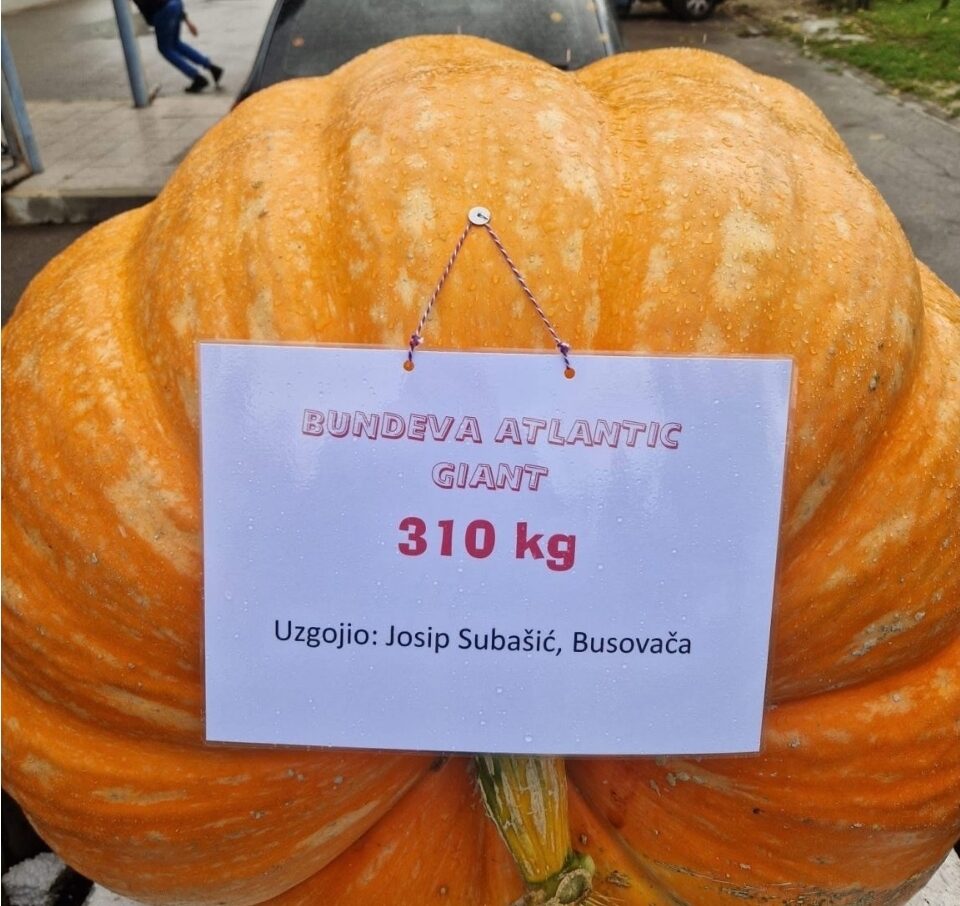 BUNDEVA ATLANTIC
GIANT
310 kg
Uzgojio: Josip Subašić, Busovača